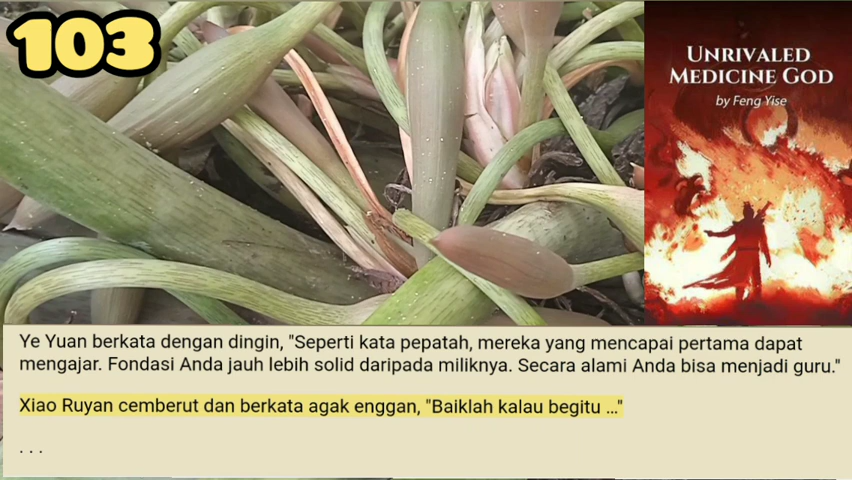 103
UNRIVALED
MEDICINE GOD
by Feng Yise
Ye Yuan berkata dengan dingin, "Seperti kata pepatah, mereka yang mencapai pertama dapat
mengajar. Fondasi Anda jauh lebih solid daripada miliknya. Secara alami Anda bisa menjadi guru."
Xiao Ruyan cemberut dan berkata agak enggan, "Baiklah kalau begitu ..."
. . .